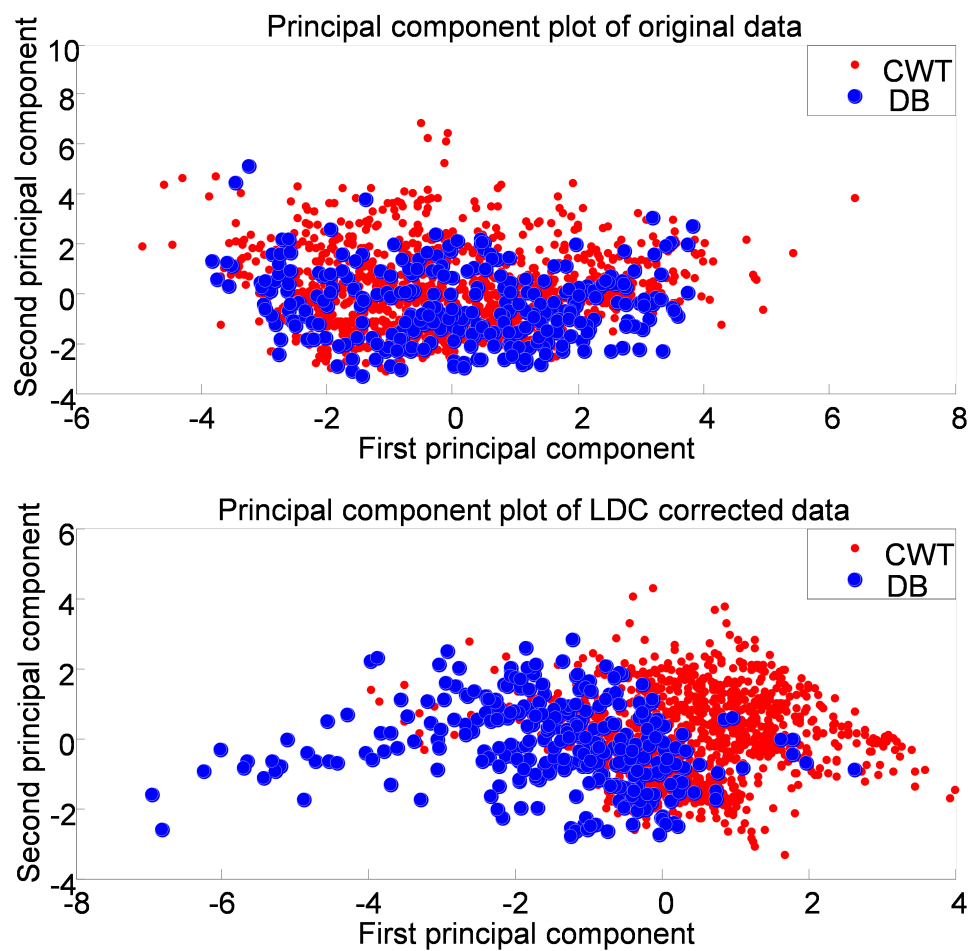 Principal component plot of original data
Second principal component
10
8
6
4
2
0
-2
-4
CWT
DB
-6
-4
-2
0
2
4
6
8
First principal component
Principal component plot of LDC corrected data
Second principal component
6
4
2
0
-2
-4
CWT
DB
-8
-6
-4
-2
0
2
4
First principal component